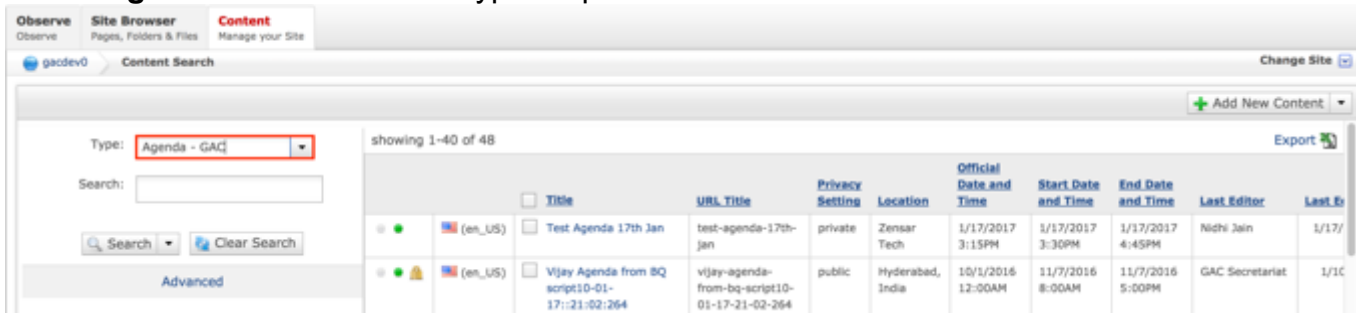 Observe Site Browser Content
Observe Pages, Folders & Files Manage your Site
gacdev0 Content Search Change Site
Add New Content
Type: Agenda - GAC showing 1-40 of 48 Export
Search:
Title URL Title Privacy Setting Location Official Date and Time Start Date and Time End Date and Time Last Editor
Search Clear Search
Advanced
(en_US) Test Agenda 17th Jan test-agenda-17th-jan private Zensar Tech 1/17/2017 3:15PM 1/17/2017 3:30PM 1/17/2017 4:45PM Nidhi Jain 1/17/
(en_US) Vijay Agenda from BQ script10-01-17::21:02:264 vijay-agenda-from-bq-script10-01-17-21-02-264 public Hyderabad, India 10/1/2016 12:00AM 11/7/2016 8:00AM 11/7/2016 5:00PM GAC Secretariat